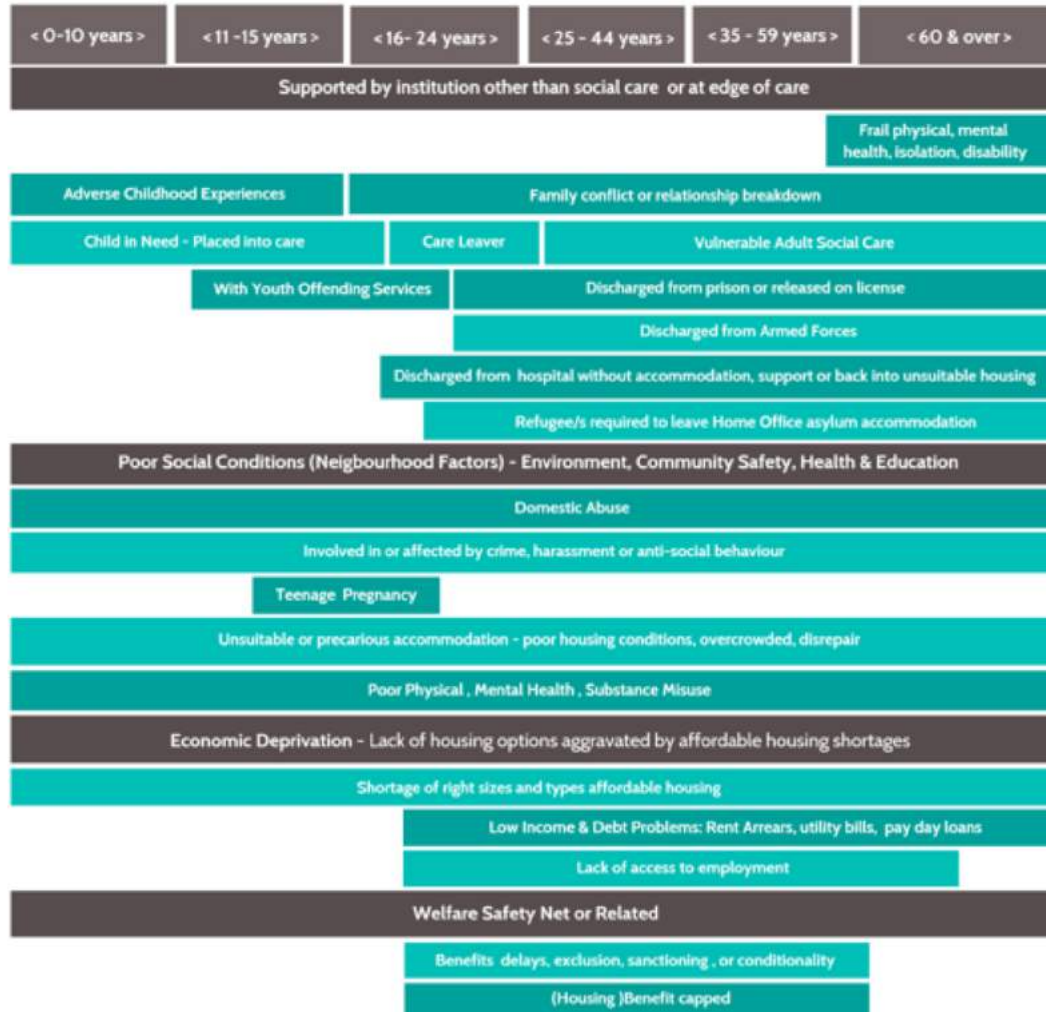 < 0-10 years >
< 11 -15 years >
< 16- 24 years >
< 25 - 44 years >
< 35 - 59 years >
< 60 & over >
Supported by institution other than social care or at edge of care
Frail physical, mental
health, isolation, disability
Adverse Childhood Experiences
Family conflict or relationship breakdown
Child in Need - Placed into care
Care Leaver
Vulnerable Adult Social Care
With Youth Offending Services
Discharged from prison or released on license
Discharged from Armed Forces
Discharged from hospital without accommodation, support or back into unsuitable housing
Refugee/s required to leave Home Office asylum accommodation
Poor Social Conditions (Neigbourhood Factors) - Environment, Community Safety, Health & Education
Domestic Abuse
Involved in or affected by crime, harassment or anti-social behaviour
Teenage Pregnancy
Unsuitable or precarious accommodation - poor housing conditions, overcrowded, disrepair
Poor Physical , Mental Health , Substance Misuse
Economic Deprivation - Lack of housing options aggravated by affordable housing shortages
Shortage of right sizes and types affordable housing
Low Income & Debt Problems: Rent Arrears, utility bills, pay day loans
Lack of access to employment
Welfare Safety Net or Related
Benefits delays, exclusion, sanctioning , or conditionality
(Housing )Benefit capped